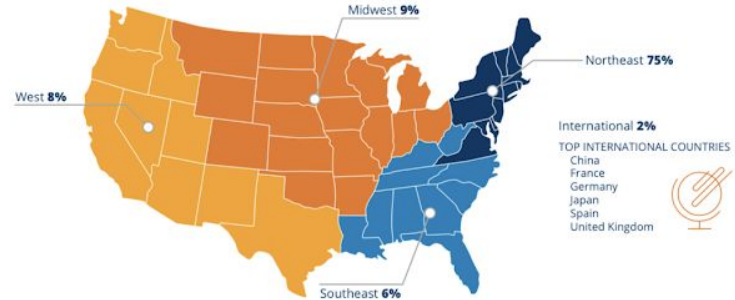 Midwest 9%
Northeast 75%
West 8%
International 2%
TOP INTERNATIONAL COUNTRIES
China
France
Germany
Japan
Spain
United Kingdom
Southeast 6%